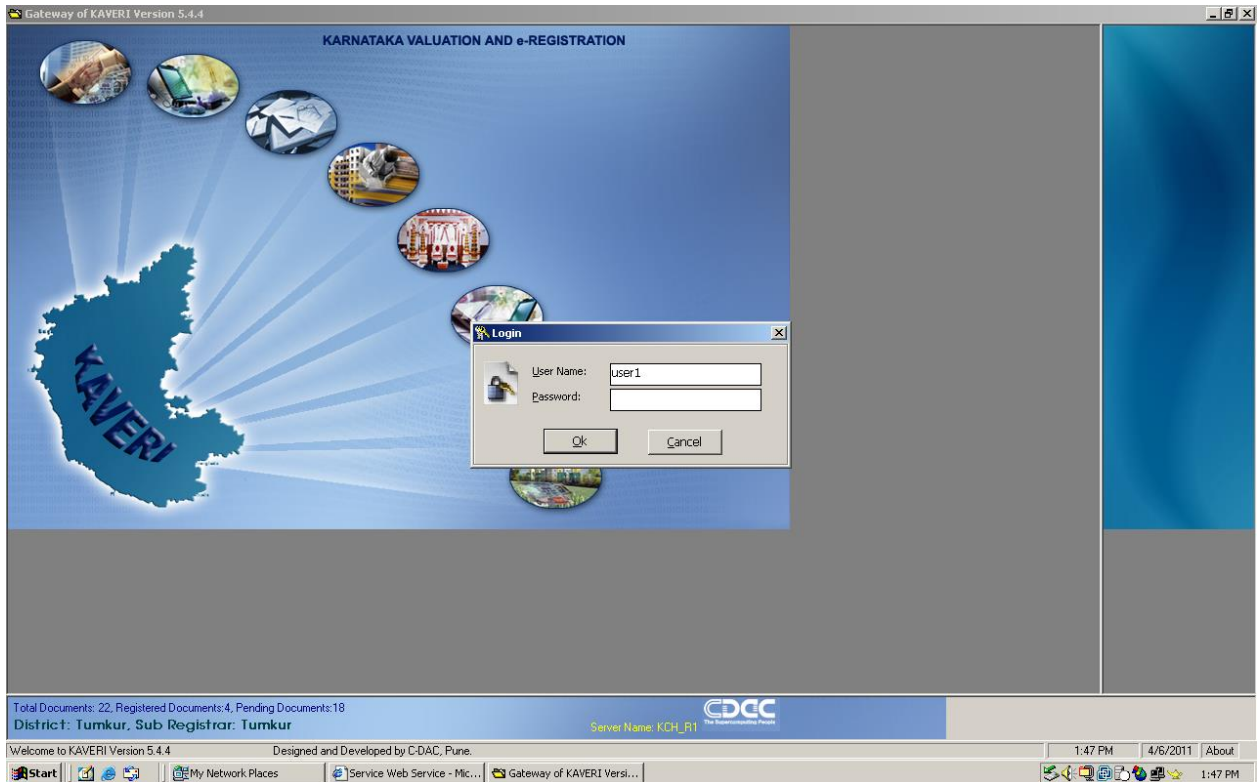 Gateway of KAVERI Version 5.4.4
KARNATAKA VALUATION AND e-REGISTRATION
KAVERI
Login
User Name: user1
Password:
Ok Cancel
Total Documents: 22, Registered Documents:4, Pending Documents:18
District: Tumkur, Sub Registrar: Tumkur
Server Name: KCH_R1
CDAC
The Supercomputing People
Welcome to KAVERI Version 5.4.4 Designed and Developed by C-DAC, Pune. 1:47 PM 4/6/2011 About
Start My Network Places Service Web Service - Mic... Gateway of KAVERI Versi... 1:47 PM